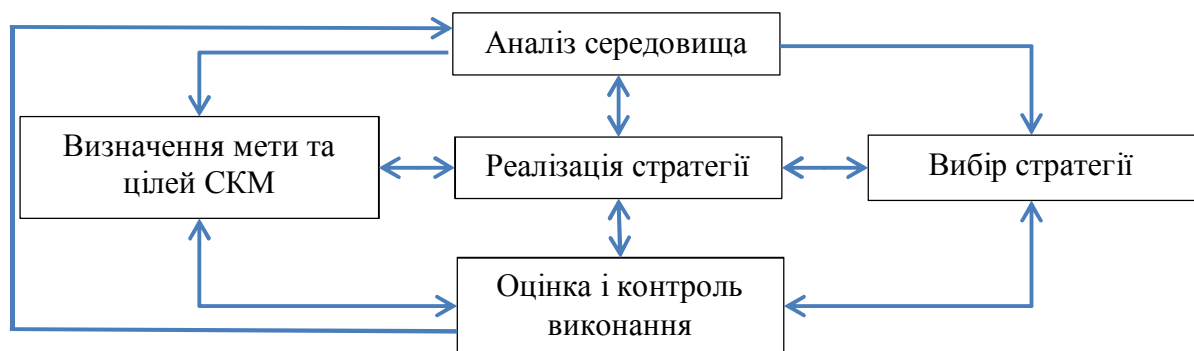 Аналіз середовища
Визначення мети та
цілей СКМ
Реалізація стратегії
Вибір стратегії
Оцінка і контроль
виконання